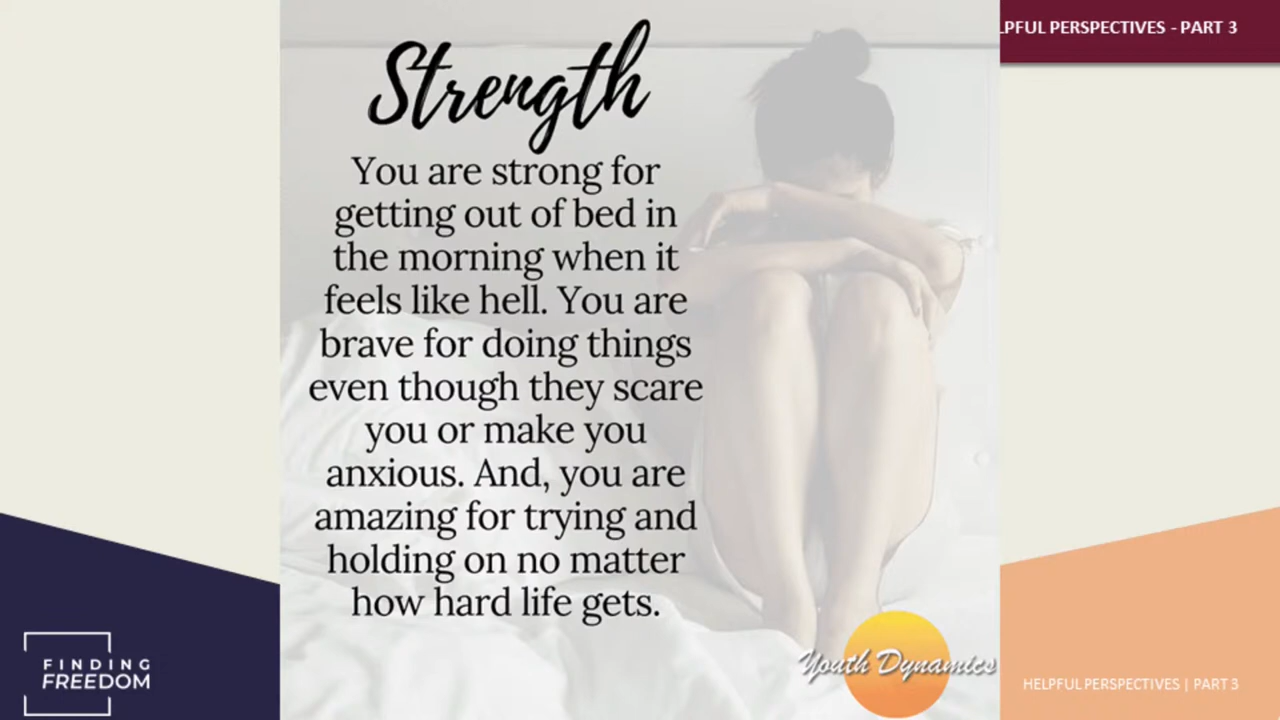 LPFUL PERSPECTIVES - PART 3
Strength
You are strong for
getting out of bed in
the morning when it
feels like hell. You are
brave for doing things
even though they scare
you or make you
anxious. And, you are
amazing for trying and
holding on no matter
how hard life gets.
Youth Dynamics
FINDING
FREEDOM
HELPFUL PERSPECTIVES | PART 3